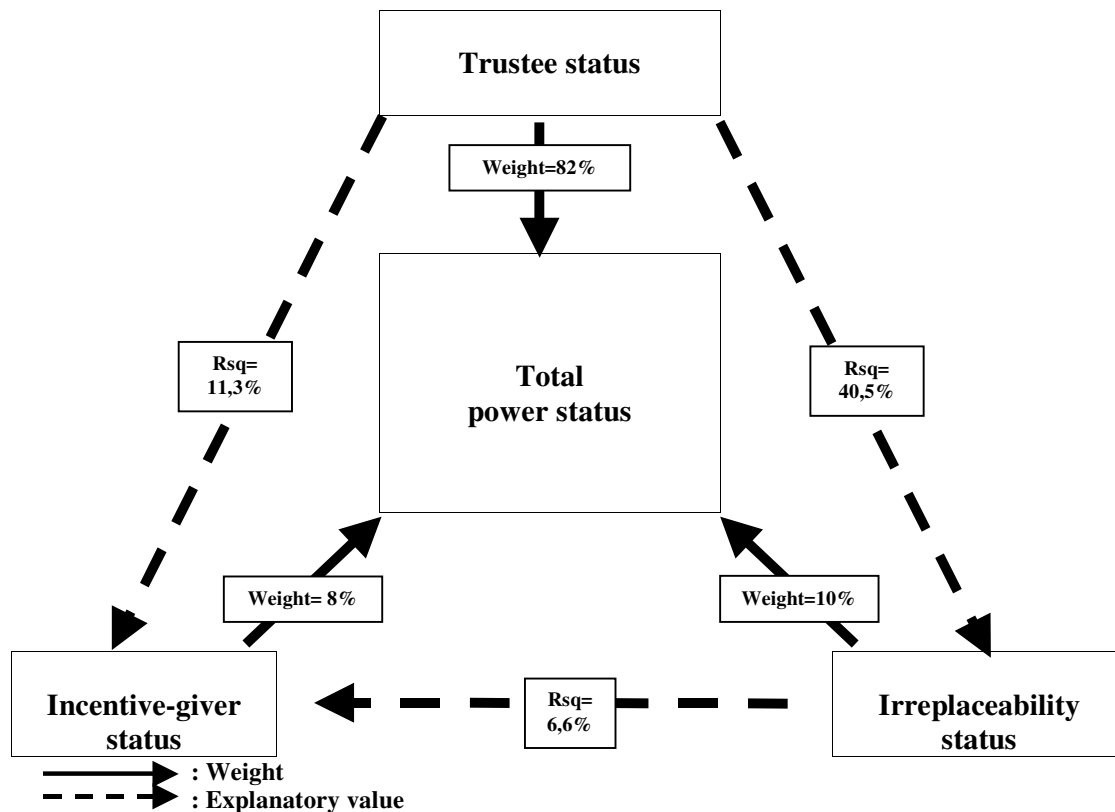 Trustee status
Weight=82%
Rsq=
11,3%
Total
power status
Rsq=
40,5%
Weight= 8%
Weight=10%
Incentive-giver
status
Rsq=
6,6%
Irreplaceability
status
: Weight
: Explanatory value